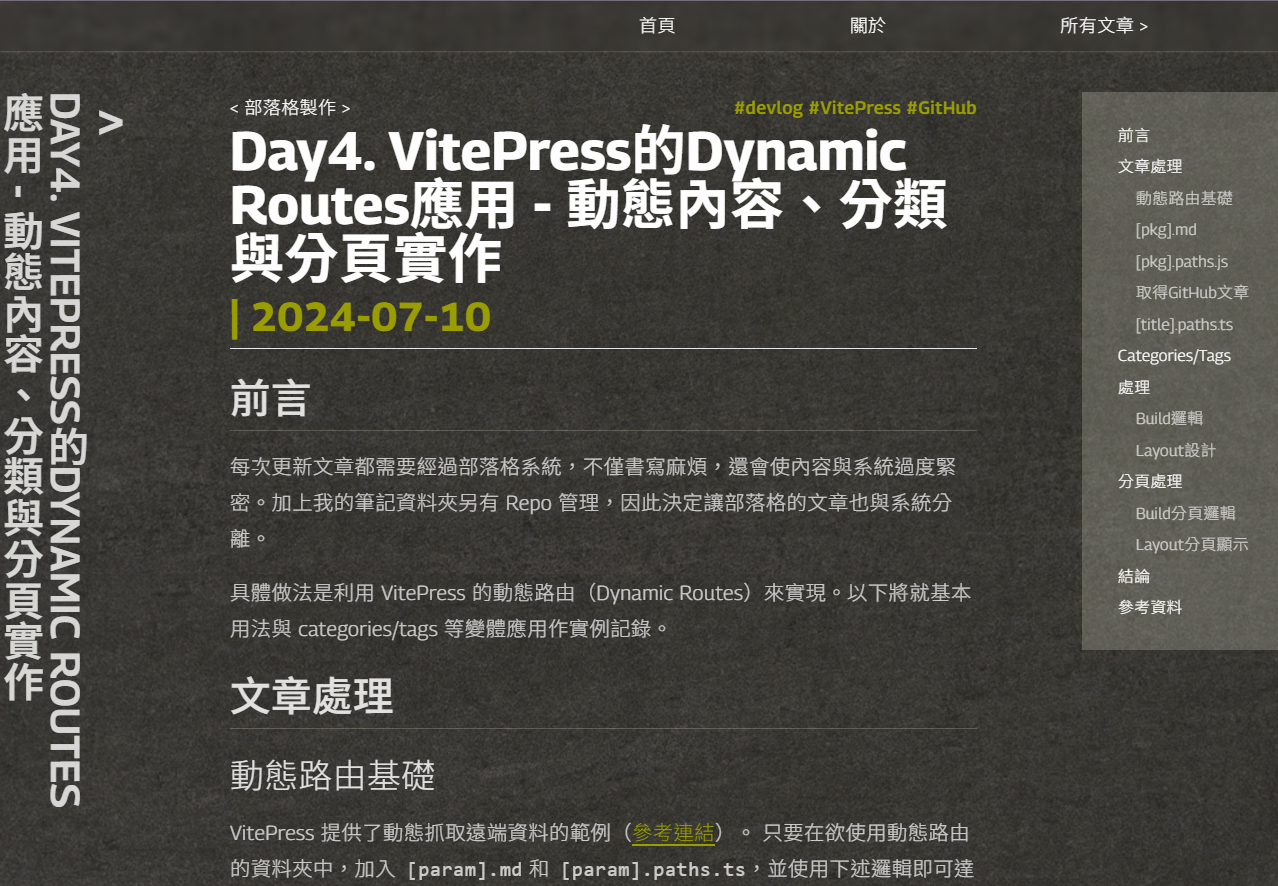 首頁
關於
所有文章 >
>
DAY4. VITEPRESS的DYNAMIC ROUTES
應用 - 動態內容、分類與分頁實作
< 部落格製作 >
#devlog #VitePress #GitHub
Day4. VitePress的Dynamic
Routes應用 - 動態內容、分類
與分頁實作
| 2024-07-10
前言
每次更新文章都需要經過部落格系統，不僅書寫麻煩，還會使內容與系統過度緊
密。加上我的筆記資料夾另有 Repo 管理，因此決定讓部落格的文章也與系統分
離。
具體做法是利用 VitePress 的動態路由（Dynamic Routes）來實現。以下將就基本
用法與 categories/tags 等變體應用作實例記錄。
文章處理
動態路由基礎
VitePress 提供了動態抓取遠端資料的範例（參考連結）。 只要在欲使用動態路由
的資料夾中，加入 [param].md 和 [param].paths.ts，並使用下述邏輯即可達
前言
文章處理
動態路由基礎
[pkg].md
[pkg].paths.js
取得GitHub文章
[title].paths.ts
Categories/Tags
處理
Build邏輯
Layout設計
分頁處理
Build分頁邏輯
Layout分頁顯示
結論
參考資料